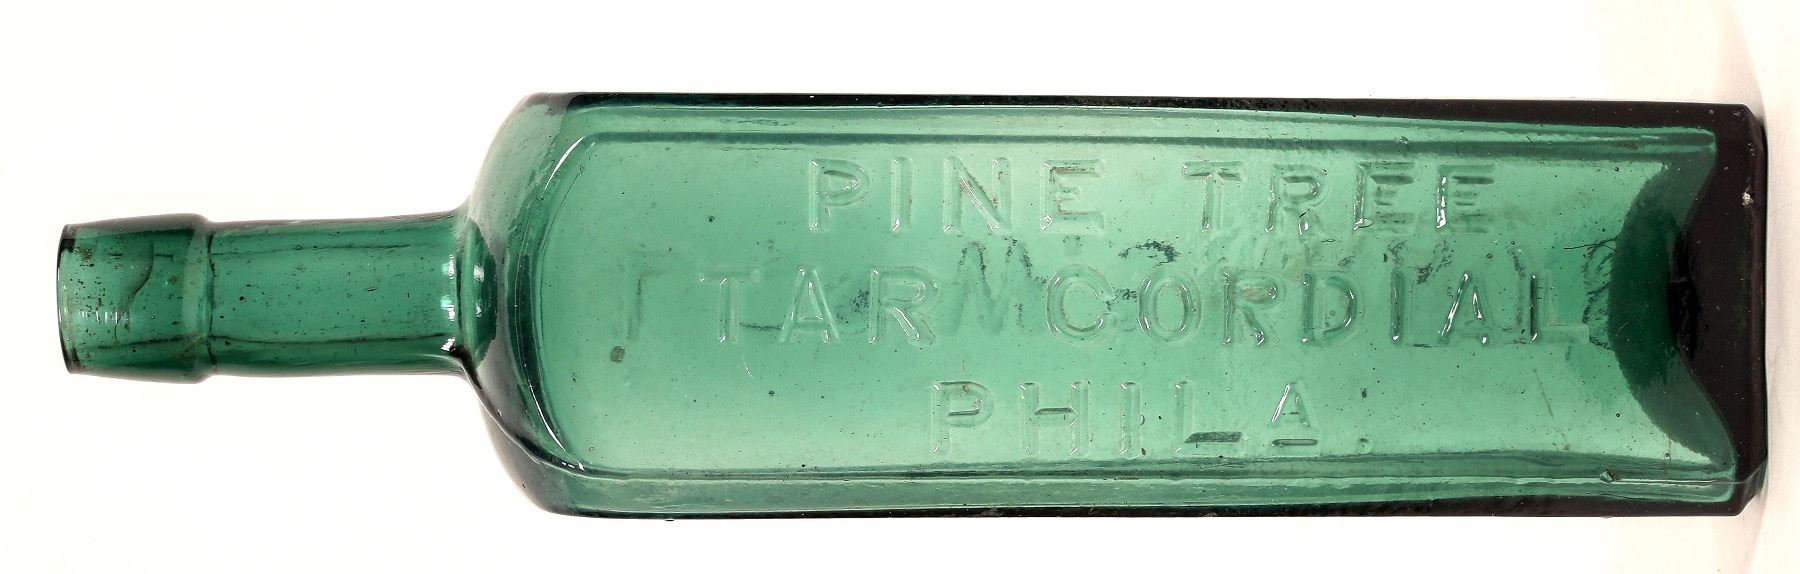 PINE TREE
TAR CORDIAL
PHILA.